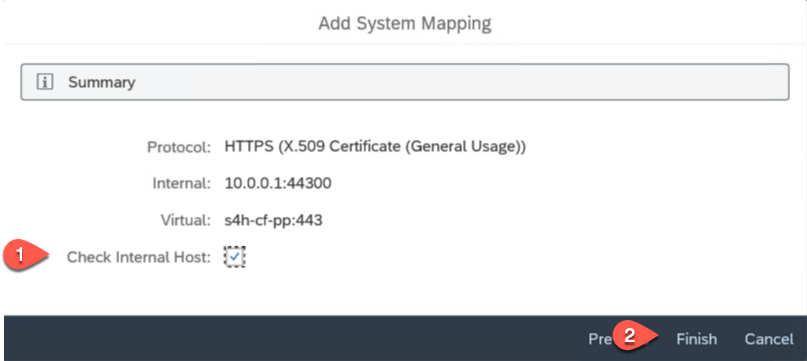 Add System Mapping
Summary
Protocol: HTTPS (X.509 Certificate (General Usage))
Internal: 10.0.0.1:44300
Virtual: s4h-cf-pp:443
1 Check Internal Host:
Pre 2 Finish Cancel